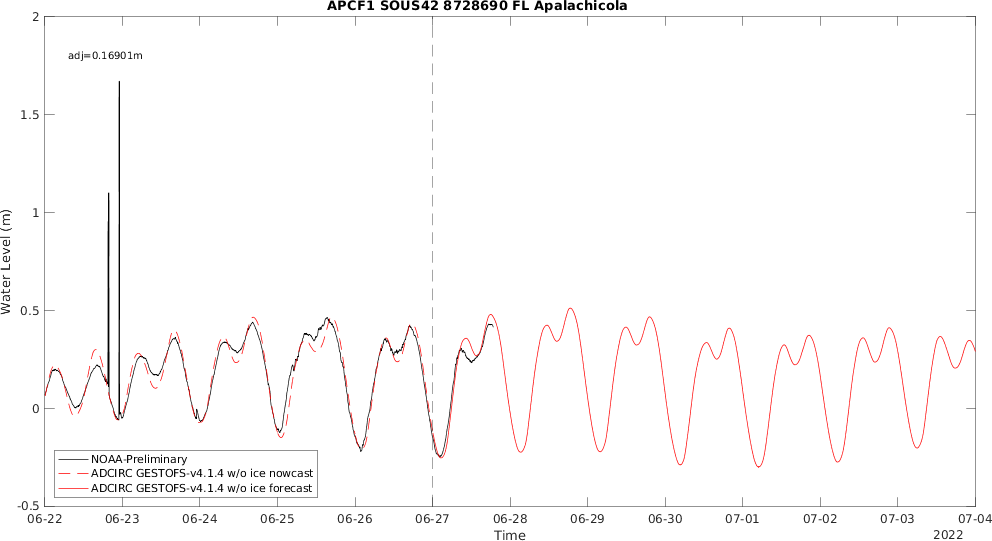 APCF1 SOUS42 8728690 FL Apalachicola
adj=0.16901m
2
1.5
1
0.5
0
-0.5
Water Level (m)
NOAA-Preliminary
ADCIRC GESTOFS-v4.1.4 w/o ice nowcast
ADCIRC GESTOFS-v4.1.4 w/o ice forecast
06-22 06-23 06-24 06-25 06-26 06-27 06-28 06-29 06-30 07-01 07-02 07-03 07-04
Time
2022